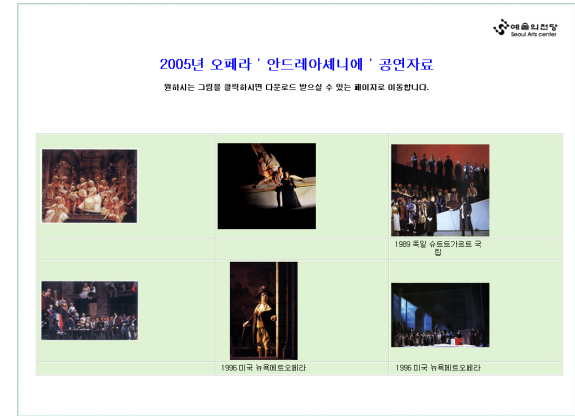 예술의전당
Seoul Arts center
2005년 오페라 ' 안드레아셰니에 ' 공연자료
원하시는 그림을 클릭하시면 다운로드 받으실 수 있는 페이지로 이동합니다.
1989 독일 슈트트가르트 국
립
1996 미국 뉴욕메트오페라
1996 미국 뉴욕메트오페라